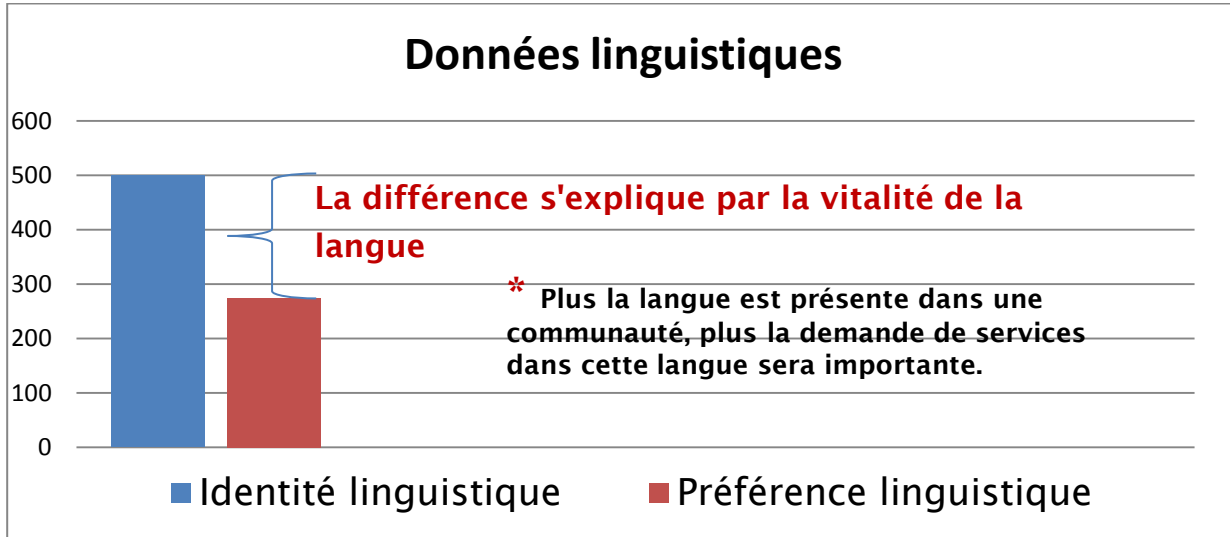 Données linguistiques
600
500
400
300
200
100
0
La différence s'explique par la vitalité de la
langue
* Plus la langue est présente dans une
communauté, plus la demande de services
dans cette langue sera importante.
Identité linguistique
Préférence linguistique